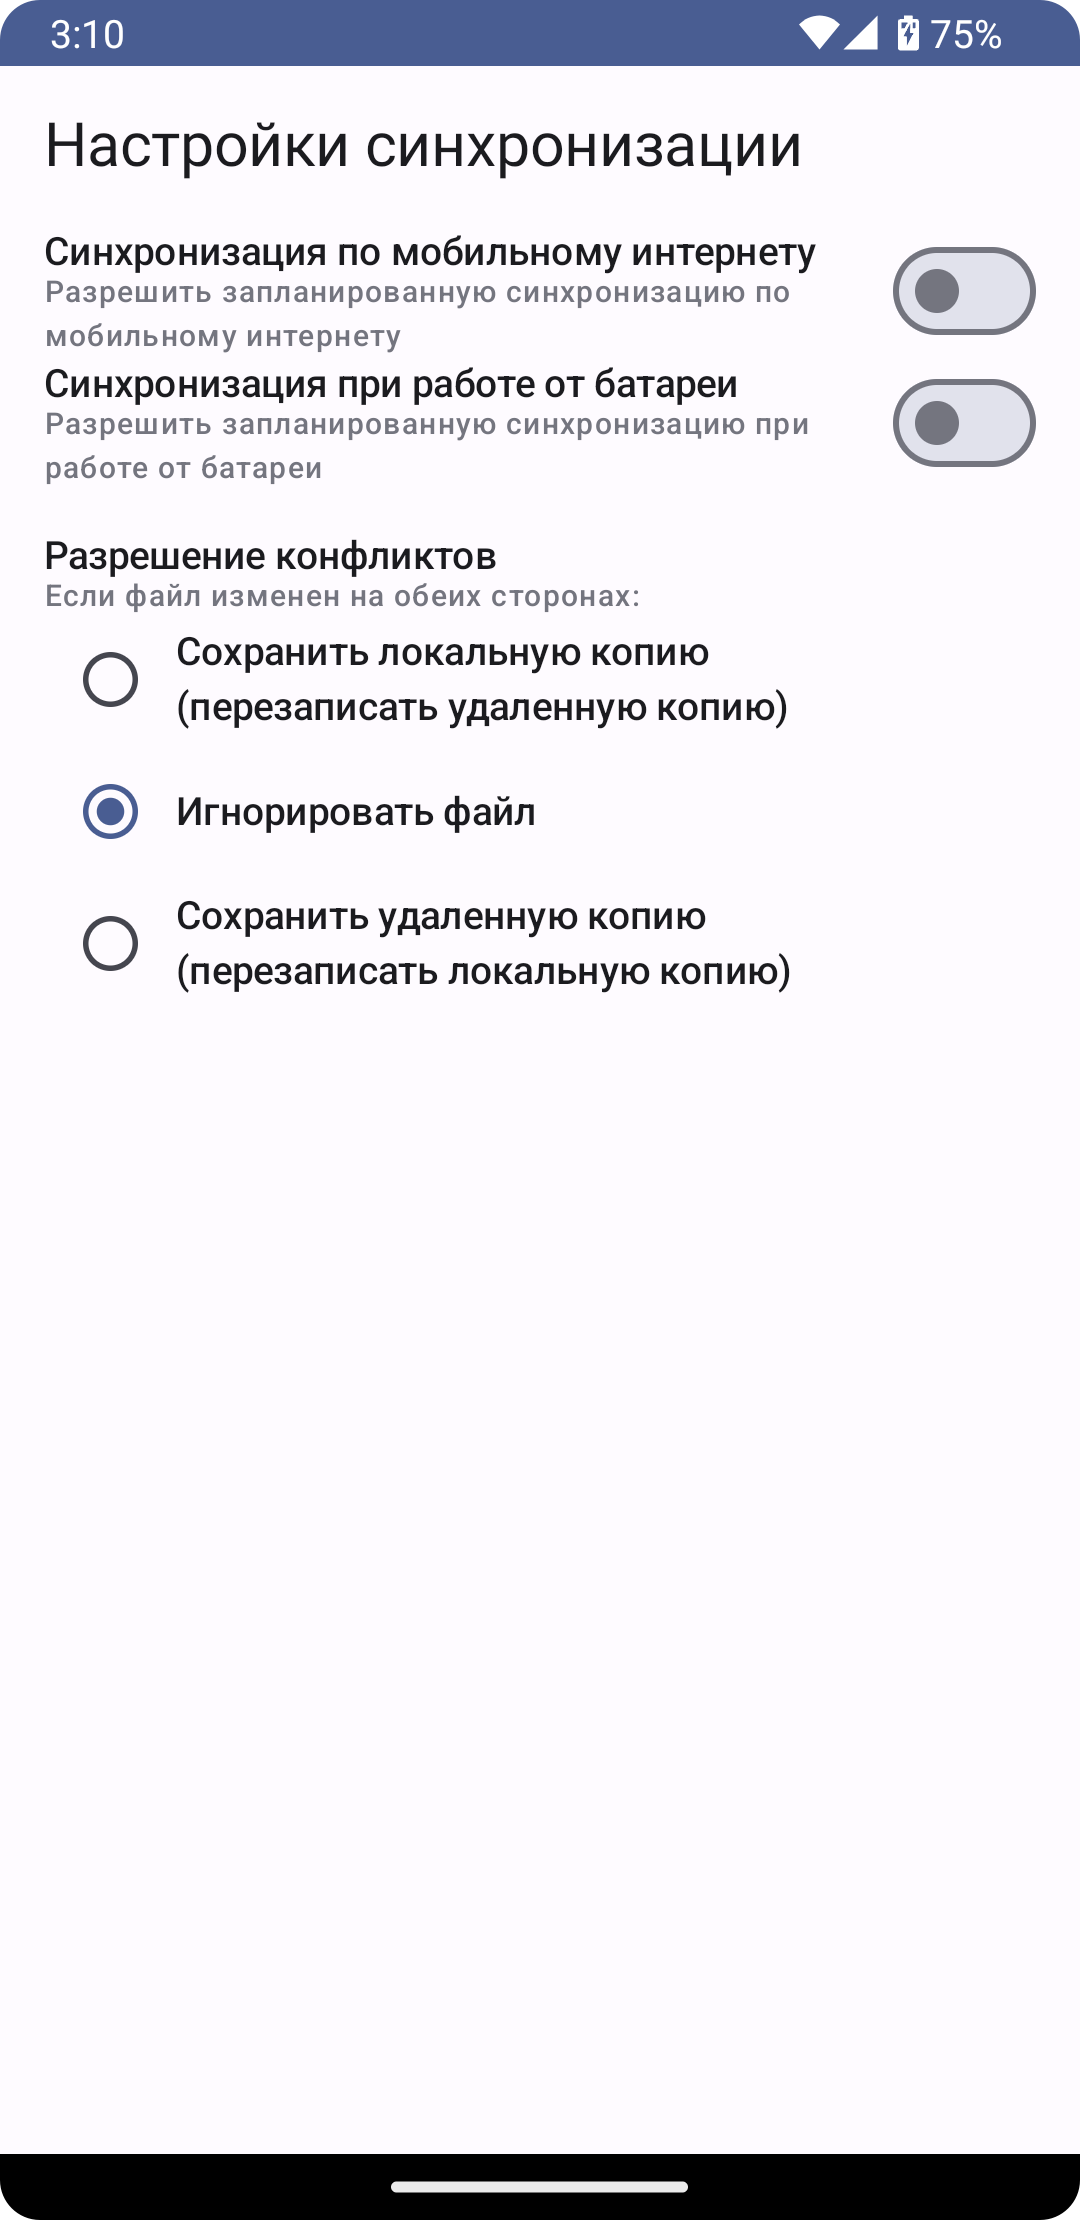 3:10
75%
Настройки синхронизации
Синхронизация по мобильному интернету
Разрешить запланированную синхронизацию по
мобильному интернету
Синхронизация при работе от батареи
Разрешить запланированную синхронизацию при
работе от батареи
Разрешение конфликтов
Если файл изменен на обеих сторонах:
Сохранить локальную копию
(перезаписать удаленную копию)
Игнорировать файл
Сохранить удаленную копию
(перезаписать локальную копию)